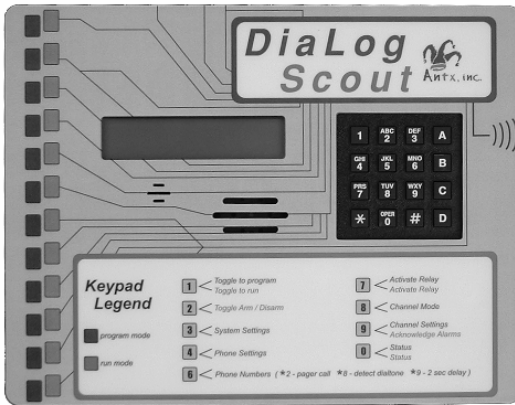 DiaLog
Scout
Antx, inc.
1 ABC 2 DEF 3 A
GHI 4 JKL 5 MNO 6 B
PRS 7 TUV 8 WXY 9 C
* OPER 0 # D
Keypad
Legend
program mode
run mode
1 Toggle to program
Toggle to run
2 Toggle Arm / Disarm
3 System Settings
4 Phone Settings
6 Phone Numbers ( *2 - pager call *8 - detect dialtone *9 - 2 sec delay )
7 Activate Relay
Activate Relay
8 Channel Mode
9 Channel Settings
Acknowledge Alarms
0 Status
Status